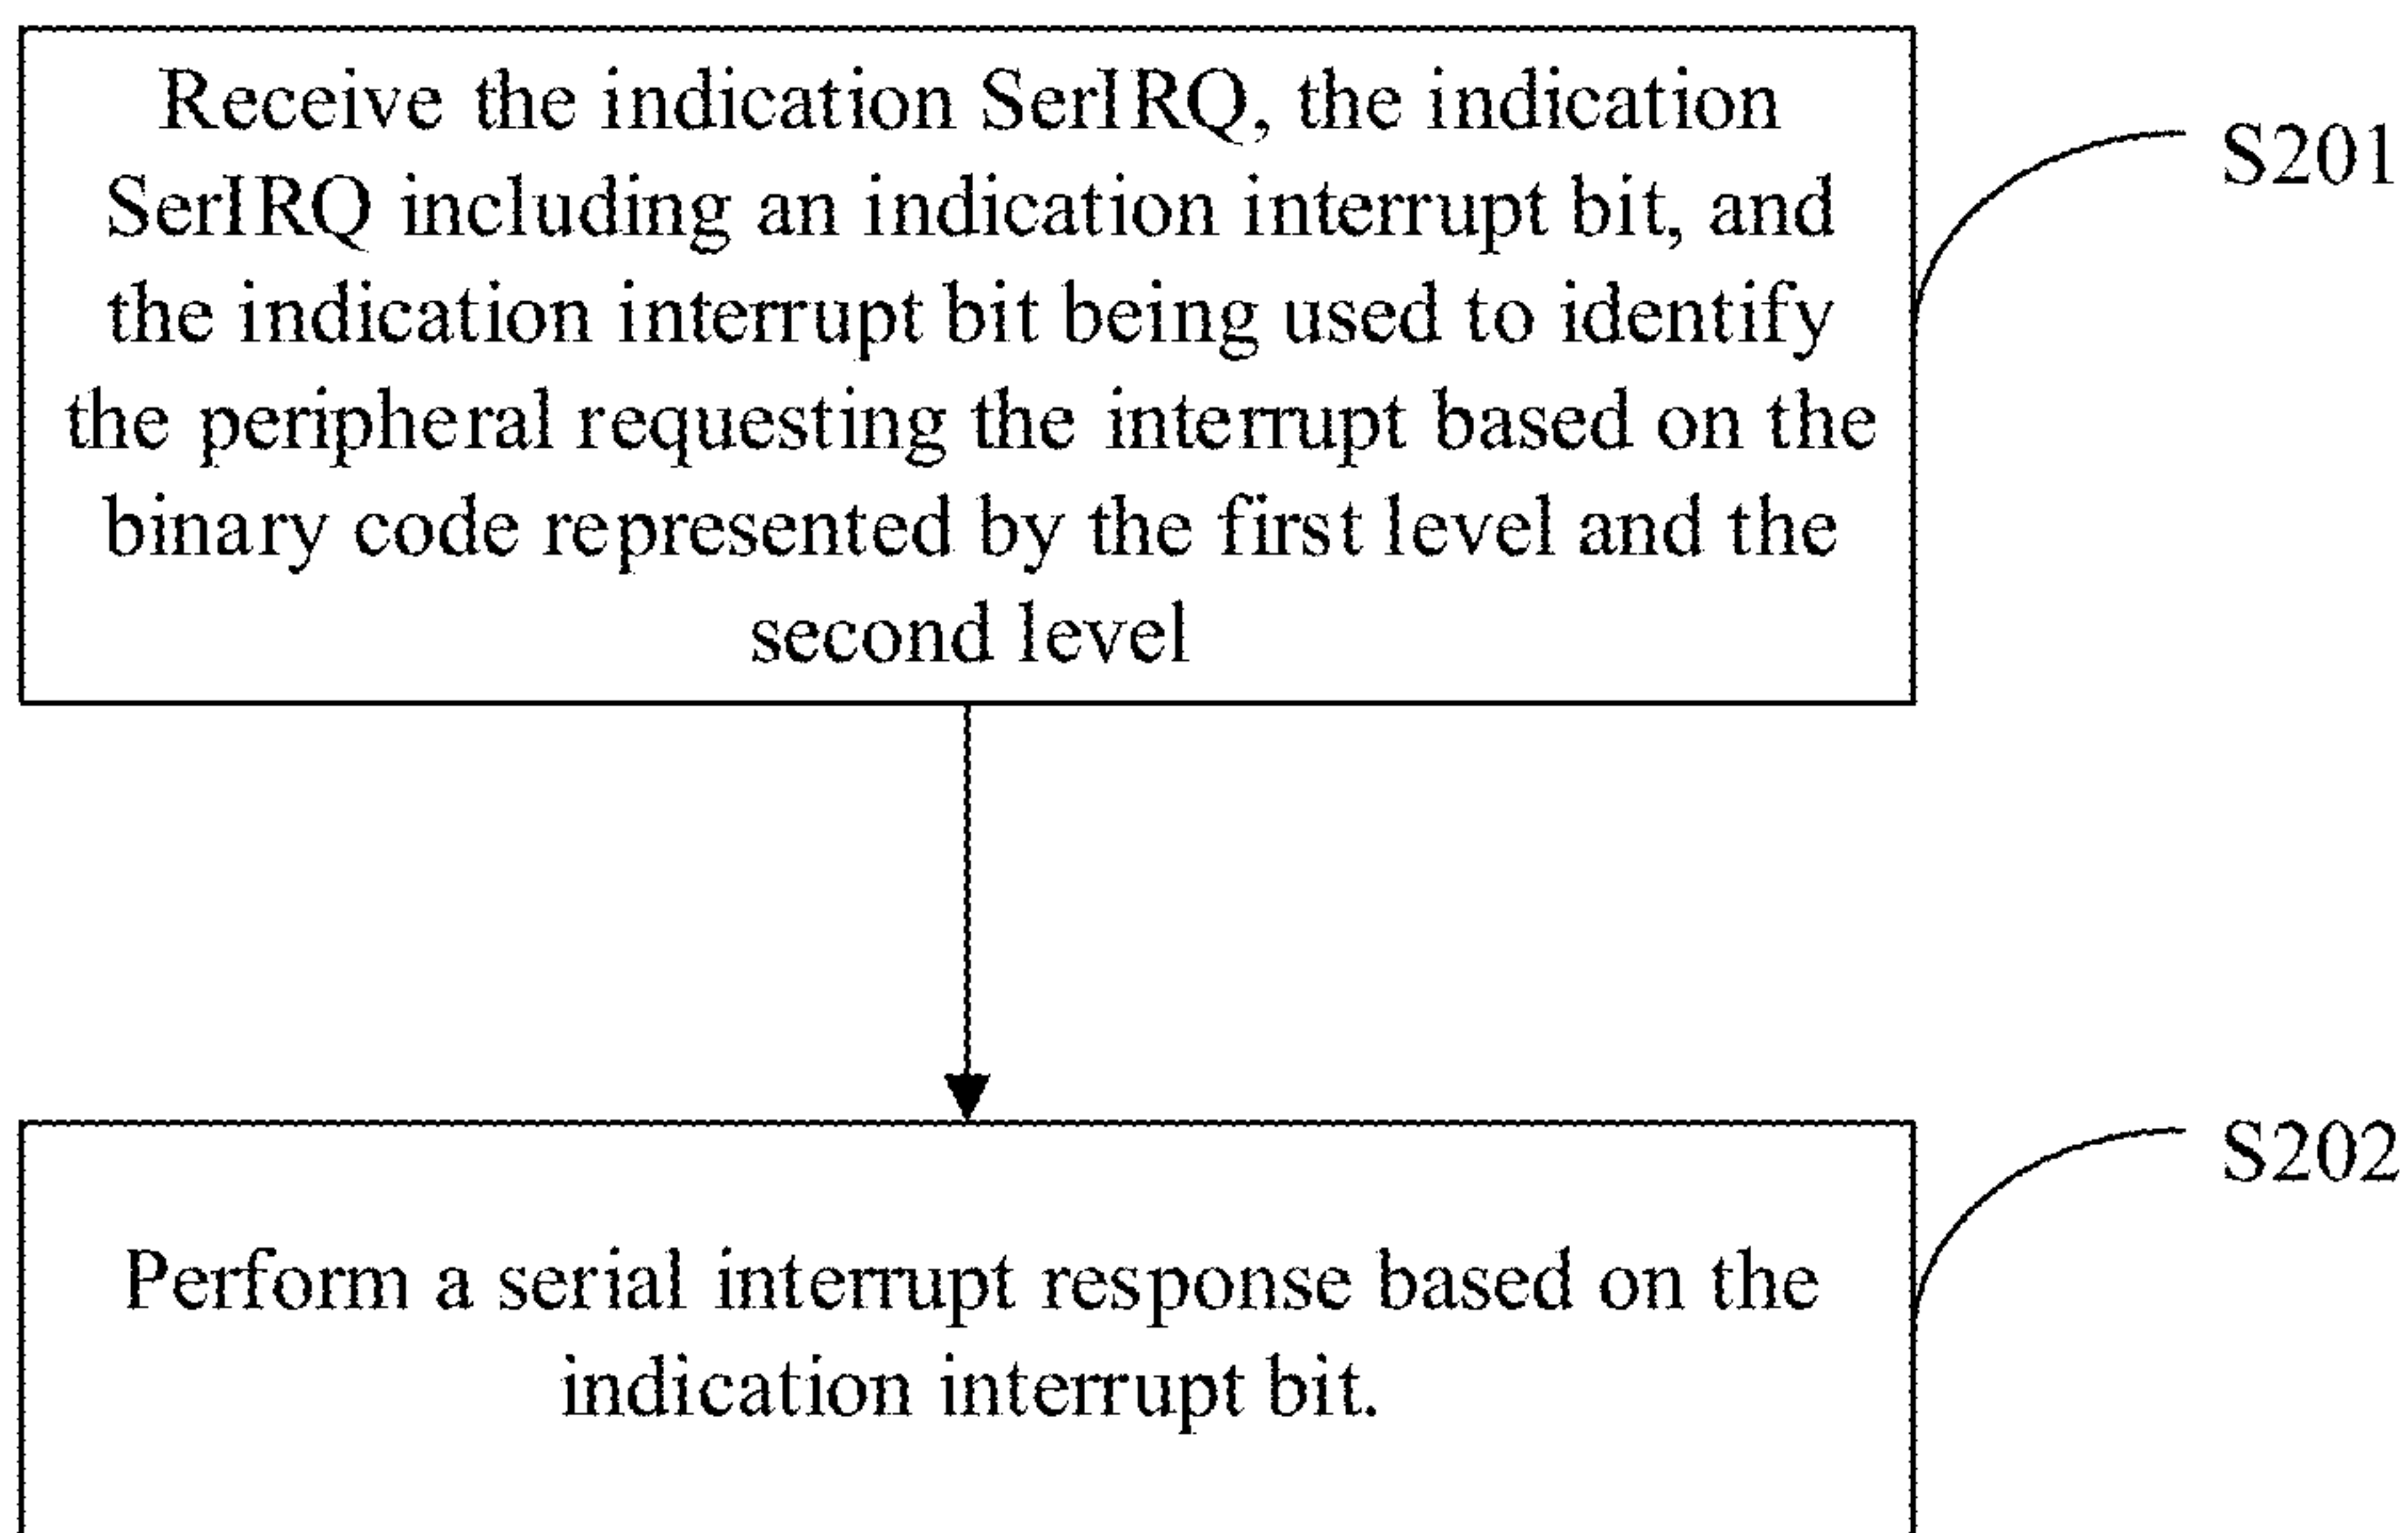 Receive the indication SerIRQ, the indication
SerIRQ including an indication interrupt bit, and
the indication interrupt bit being used to identify
the peripheral requesting the interrupt based on the
binary code represented by the first level and the
second level
S201
Perform a serial interrupt response based on the
indication interrupt bit.
S202